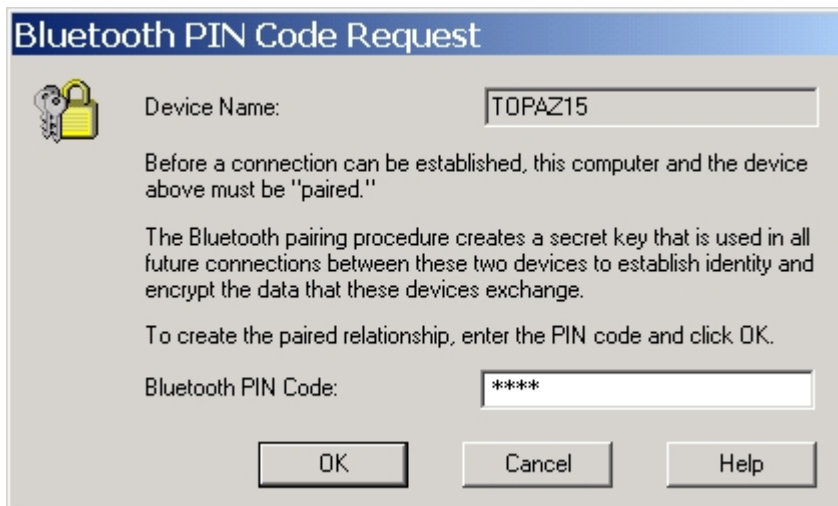 Bluetooth PIN Code Request
Device Name: TOPAZ15
Before a connection can be established, this computer and the device
above must be "paired."
The Bluetooth pairing procedure creates a secret key that is used in all
future connections between these two devices to establish identity and
encrypt the data that these devices exchange.
To create the paired relationship, enter the PIN code and click OK.
Bluetooth PIN Code: ****
OK Cancel Help